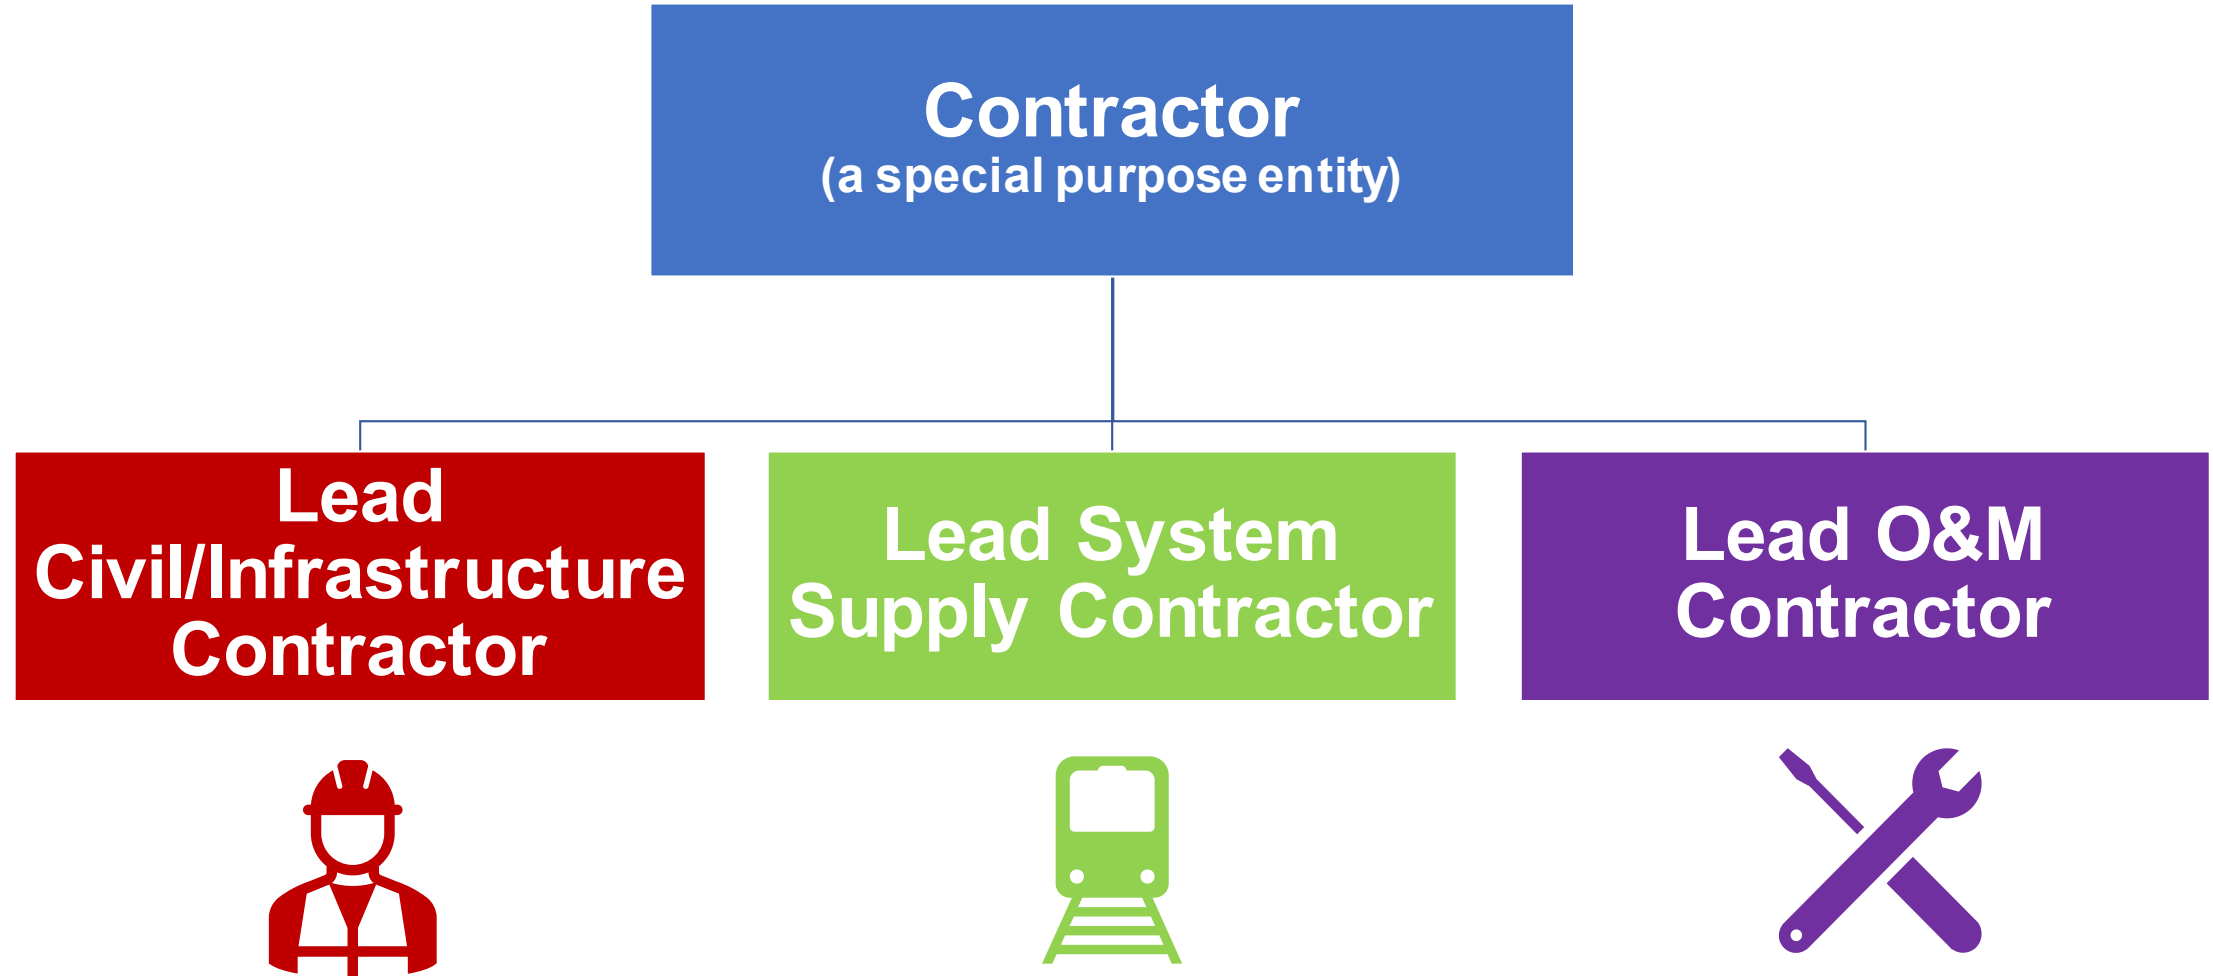 Contractor
(a special purpose entity)
Lead
Civil/Infrastructure
Contractor
Lead System
Supply Contractor
Lead O&M
Contractor